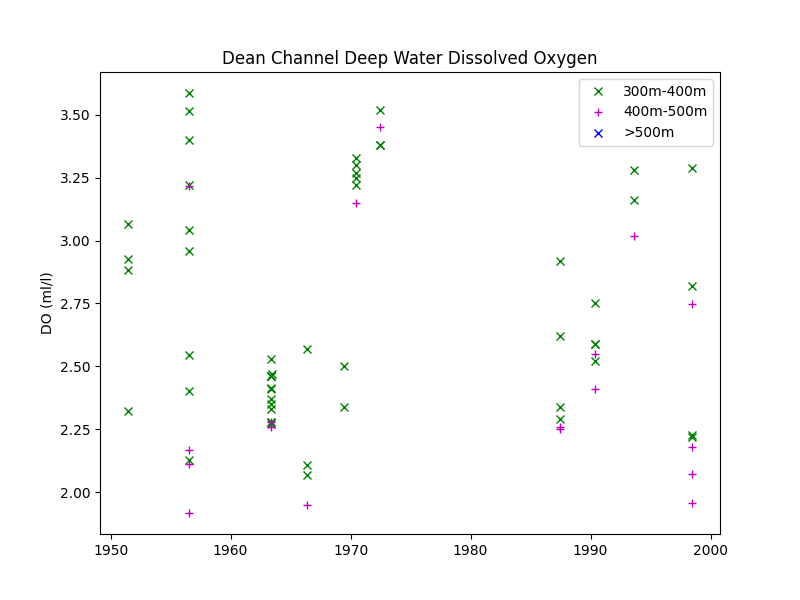 Dean Channel Deep Water Dissolved Oxygen
300m-400m
400m-500m
>500m
DO (ml/l)
3.50
3.25
3.00
2.75
2.50
2.25
2.00
1950
1960
1970
1980
1990
2000